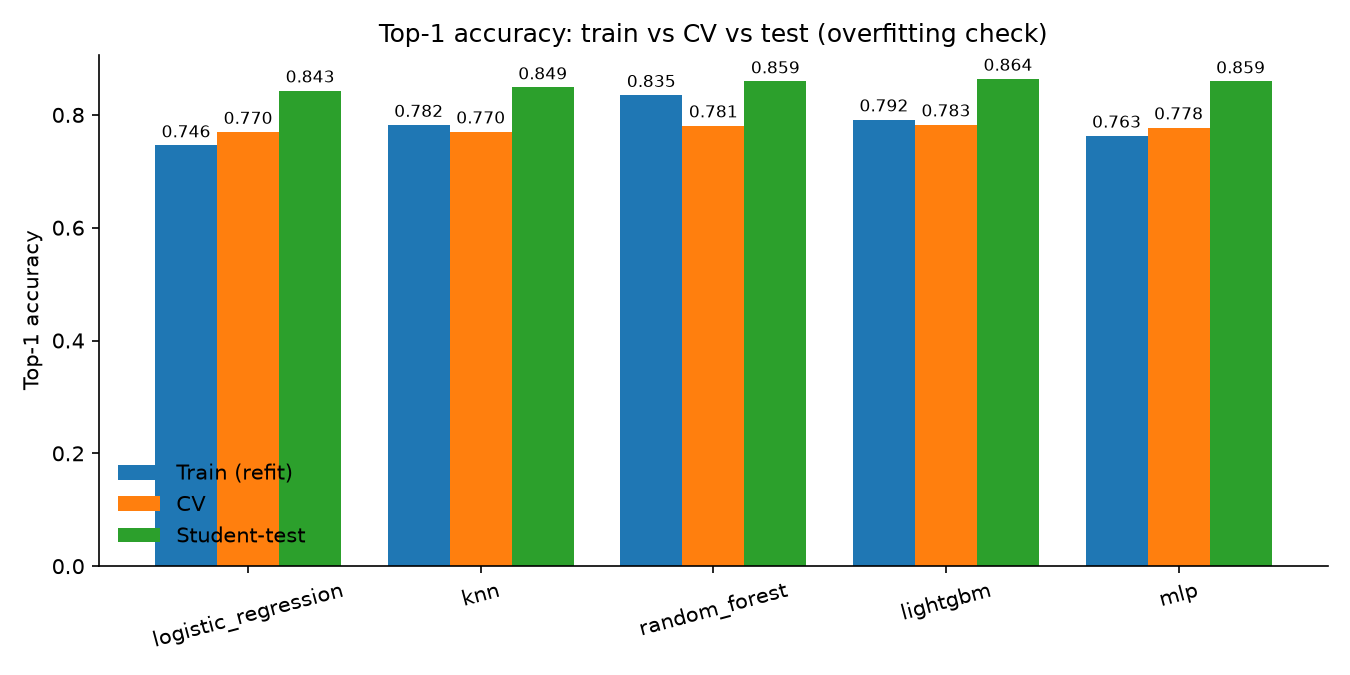 Top-1 accuracy: train vs CV vs test (overfitting check)
Top-1 accuracy
0.8
0.6
0.4
0.2
0.0
0.746
0.770
0.843
0.782
0.770
0.849
0.835
0.781
0.859
0.792
0.783
0.864
0.763
0.778
0.859
Train (refit)
CV
Student-test
logistic_regression
knn
random_forest
lightgbm
mlp